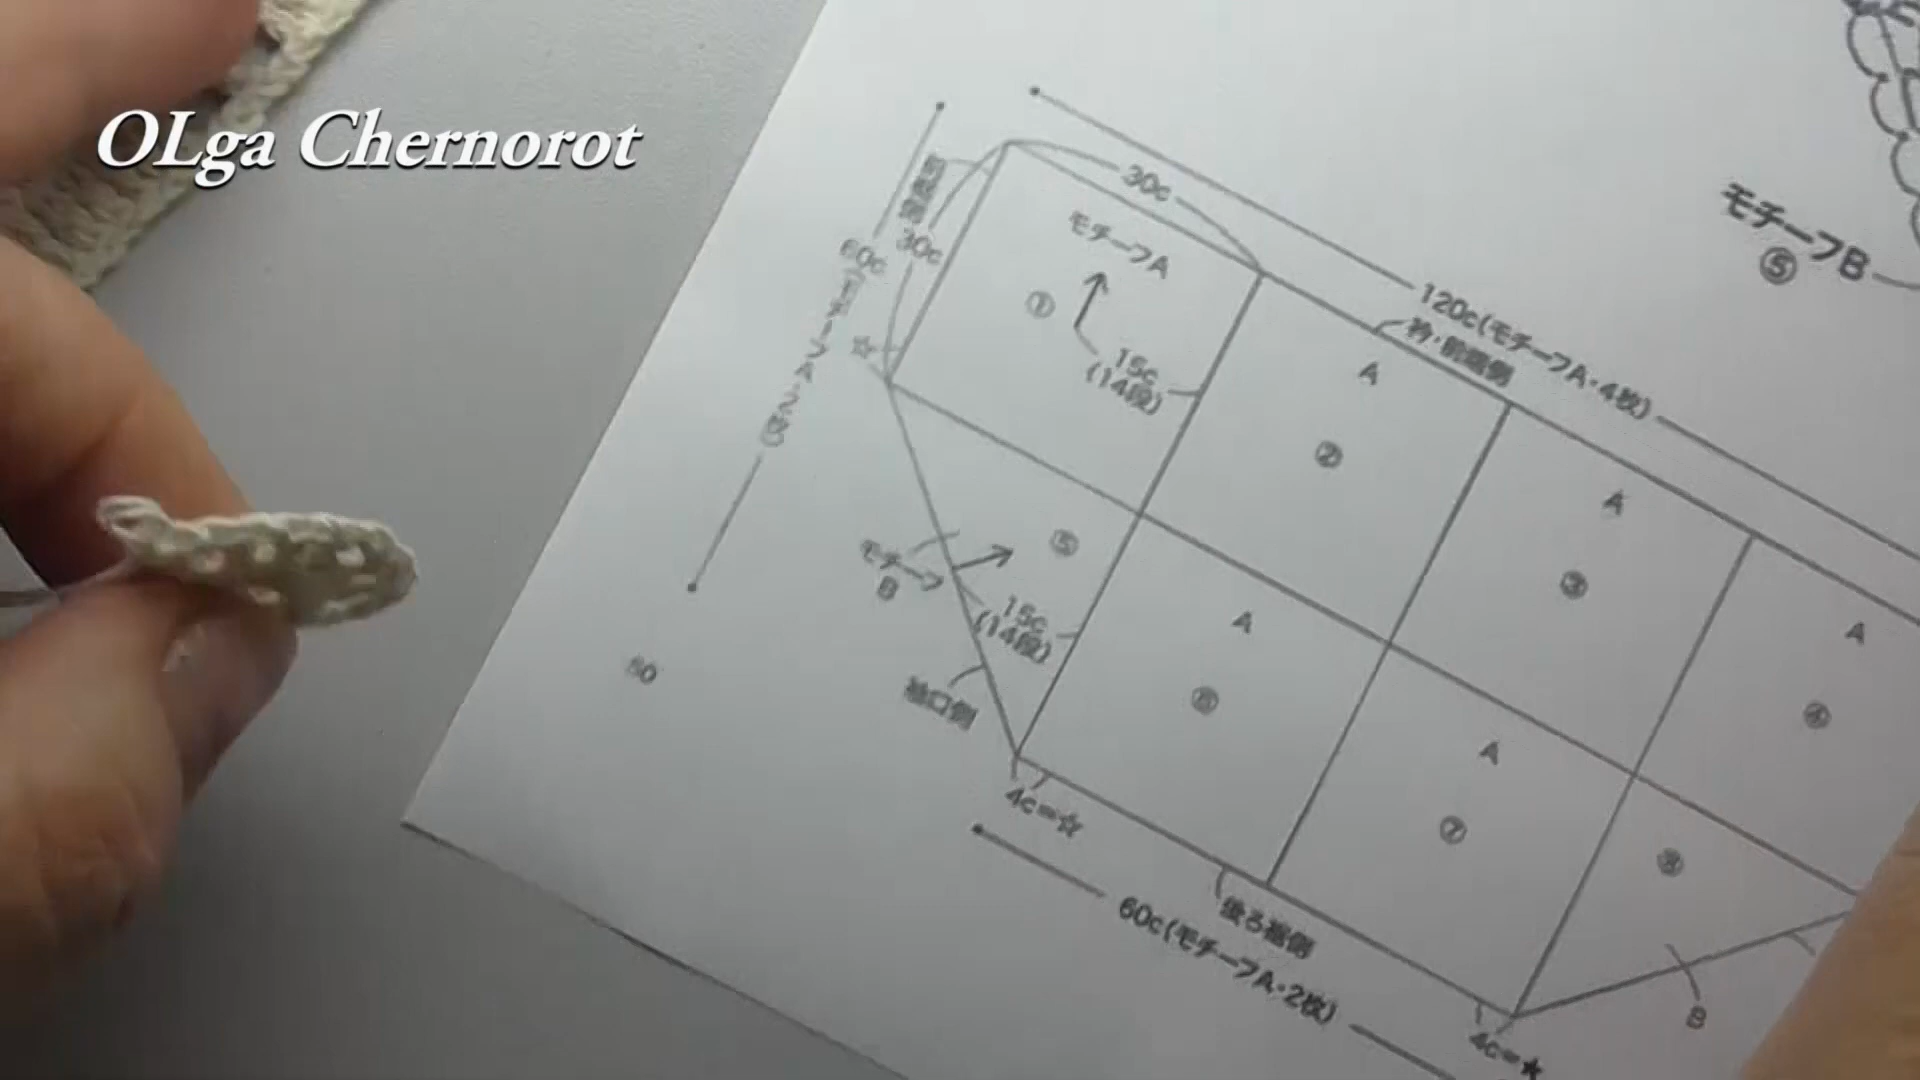 OLga Chernorot
30c
60c
30c
モチーフA
①
15c
(14段)
120c(モチーフA・4枚)
衿・前端側
モチーフB
⑤
A
②
A
③
A
④
モチーフ
B
⑤
15c
(14段)
袖口側
A
⑥
A
⑦
⑧
B
4c=☆
後ろ裾側
60c(モチーフA・2枚)
4c=★